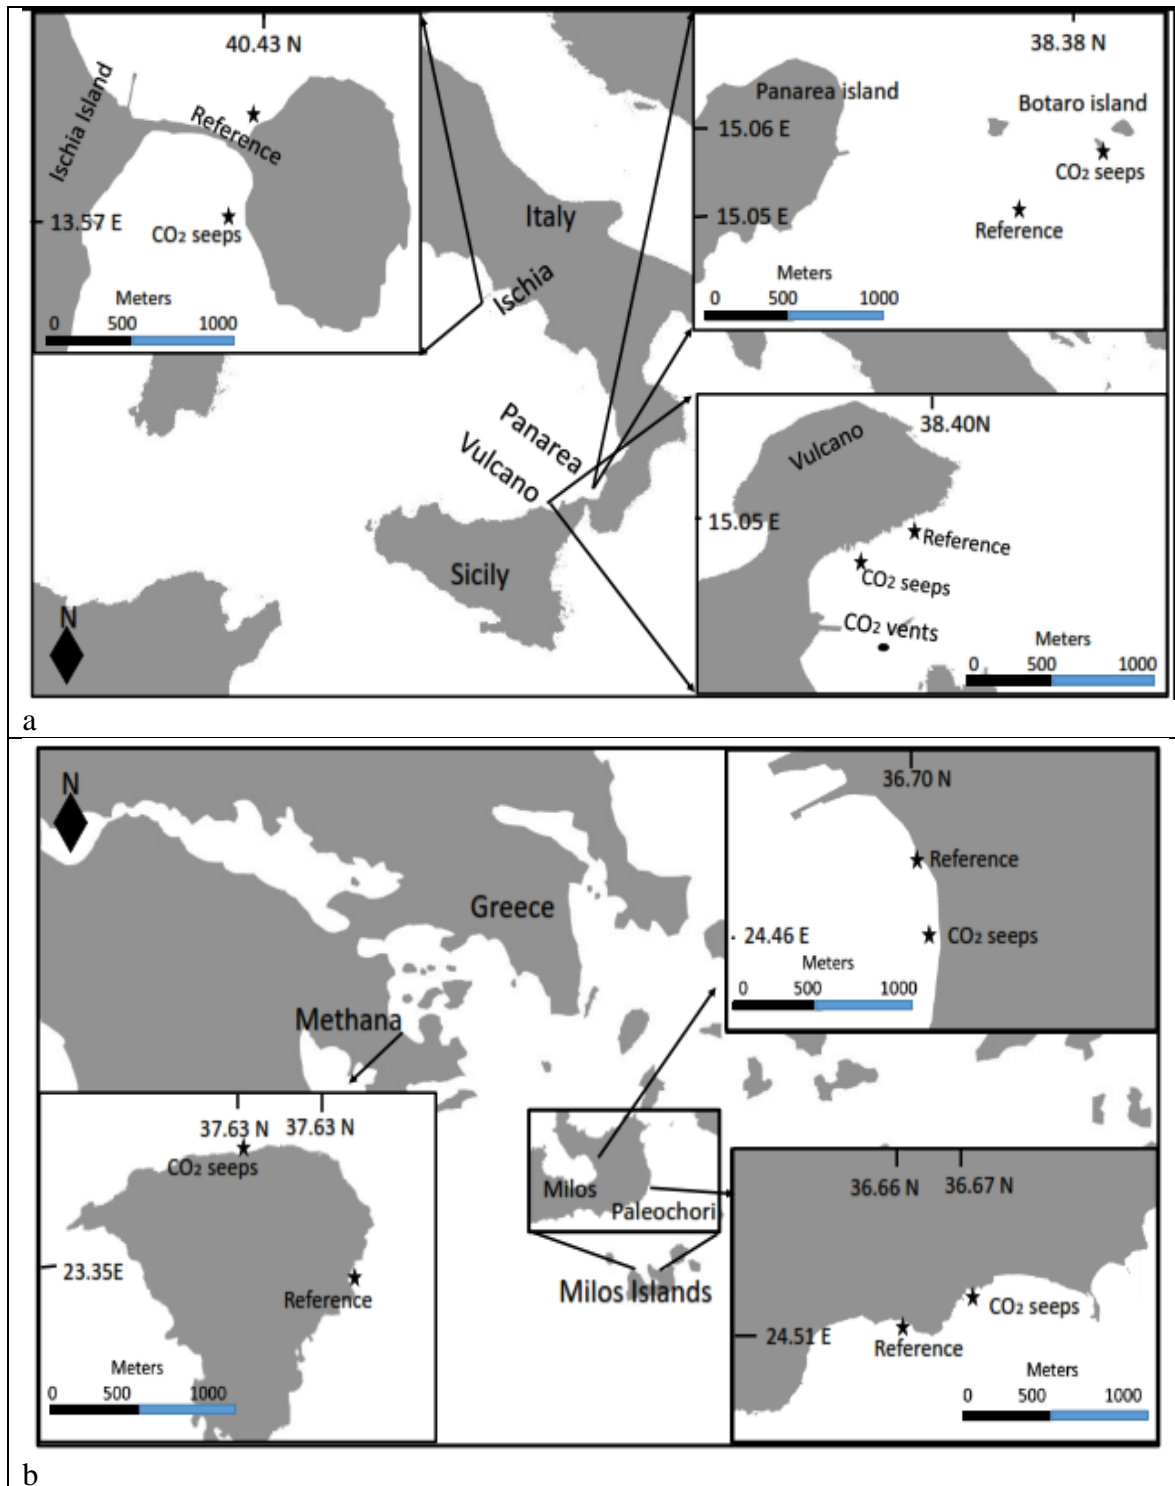 40.43 N
Ischia Island
Reference
13.57 E
CO₂ seeps
Meters
0 500 1000
Italy
Ischia
Panarea
Vulcano
Sicily
N
38.38 N
Panarea island
Botaro island
15.06 E
CO₂ seeps
15.05 E
Reference
Meters
0 500 1000
38.40N
Vulcano
15.05 E
Reference
CO₂ seeps
CO₂ vents
Meters
0 500 1000
a
N
Greece
Methana
36.70 N
Reference
24.46 E
CO₂ seeps
Meters
0 500 1000
37.63 N 37.63 N
CO₂ seeps
23.35E
Reference
Meters
0 500 1000
Milos
Paleochori
Milos Islands
36.66 N 36.67 N
CO₂ seeps
24.51 E
Reference
Meters
0 500 1000
b